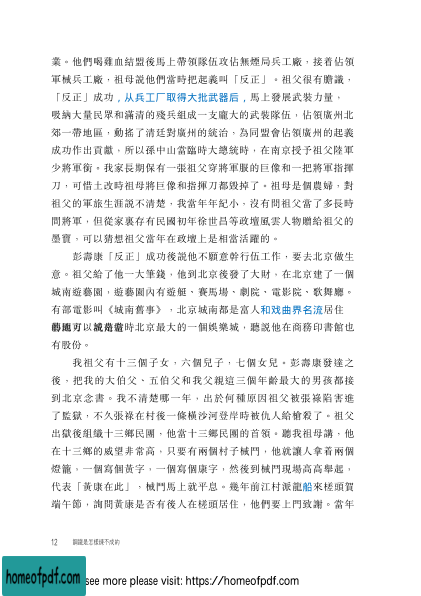 業。他們喝雞血結盟後馬上帶領隊伍攻佔無煙局兵工廠，接着佔領
軍械兵工廠，祖母說他們當時把起義叫「反正」。祖父很有膽識，
「反正」成功，从兵工厂取得大批武器后，馬上發展武裝力量，
吸納大量民眾和滿清的殘兵組成一支龐大的武裝隊伍，佔領廣州北
郊一帶地區，動搖了清廷對廣州的統治，為同盟會佔領廣州的起義
成功作出貢獻，所以孫中山當臨時大總統時，在南京授予祖父陸軍
少將軍銜。我家長期保有一張祖父穿將軍服的巨像和一把將軍指揮
刀，可惜土改時祖母將巨像和指揮刀都毀掉了。祖母是個農婦，對
祖父的軍旅生涯說不清楚，我當年年紀小，沒有問祖父當了多長時
間將軍，但從家裏存有民國初年徐世昌等政壇風雲人物贈給祖父的
墨寶，可以猜想祖父當年在政壇上是相當活躍的。
彭壽康「反正」成功後說他不願意幹行伍工作，要去北京做生
意。祖父給了他一大筆錢，他到北京後發了大財，在北京建了一個
城南遊藝園，遊藝園內有遊艇、賽馬場、劇院、電影院、歌舞廳。
有部電影叫《城南舊事》，北京城南都是富人和戏曲界名流居住
時北京最大的一個娛樂城，聽說他在商務印書館也
有股份。
我祖父有十三個子女，六個兒子，七個女兒。彭壽康發達之
後，把我的大伯父、五伯父和我父親這三個年齡最大的男孩都接
到北京念書。我不清楚哪一年，出於何種原因祖父被張祿陷害進
了監獄，不久張祿在村後一條橫沙河登岸時被仇人給槍殺了。祖父
出獄後組織十三鄉民團，他當十三鄉民團的首領。聽我祖母講，他
在十三鄉的威望非常高，只要有兩個村子械鬥，他就讓人拿着兩個
燈籠，一個寫個黃字，一個寫個康字，然後到械鬥現場高高舉起，
代表「黃康在此」，械鬥馬上就平息。幾年前江村派龍船來槎頭賀
端午節，詢問黃康是否有後人在槎頭居住，他們要上門致謝。當年
12
鋼鐵是怎樣煉不成的
homeofpdf.com
see more please visit: https://homeofpdf.com